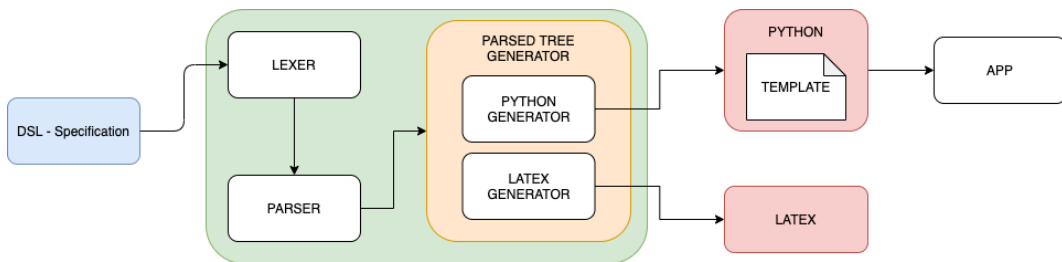 DSL - Specification
LEXER
PARSER
PARSED TREE
GENERATOR
PYTHON
GENERATOR
LATEX
GENERATOR
PYTHON
TEMPLATE
LATEX
APP